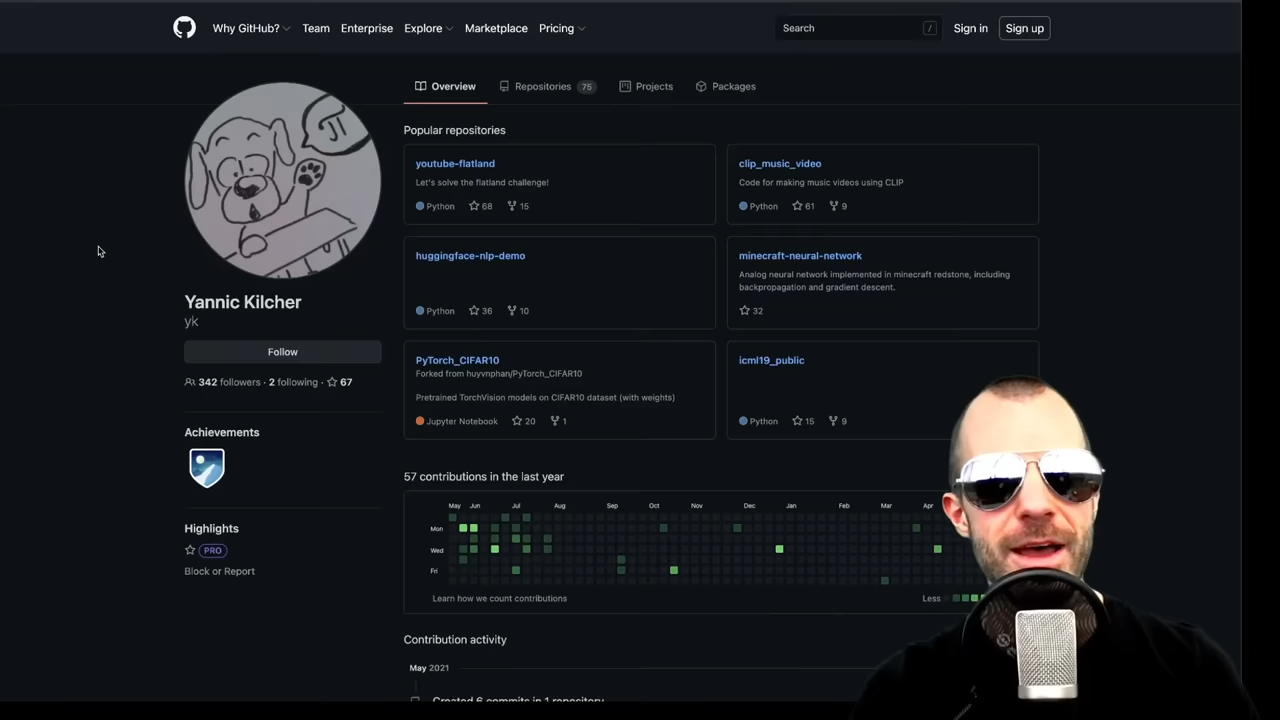 Why GitHub? Team Enterprise Explore Marketplace Pricing Search / Sign in Sign up
Overview Repositories 75 Projects Packages
Popular repositories
youtube-flatland
Let's solve the flatland challenge!
Python 68 15
clip_music_video
Code for making music videos using CLIP
Python 61 9
huggingface-nlp-demo
Python 36 10
minecraft-neural-network
Analog neural network implemented in minecraft redstone, including
backpropagation and gradient descent.
32
PyTorch_CIFAR10
Forked from huyvnphan/PyTorch_CIFAR10
Pretrained TorchVision models on CIFAR10 dataset (with weights)
Jupyter Notebook 20 1
icml19_public
Python 15 9
π
Yannic Kilcher
yk
Follow
342 followers · 2 following · 67
Achievements
Highlights
PRO
Block or Report
57 contributions in the last year
May Jun Jul Aug Sep Oct Nov Dec Jan Feb Mar Apr
Mon
Wed
Fri
Learn how we count contributions Less
Contribution activity
May 2021
Created 6 commits in 1 repository